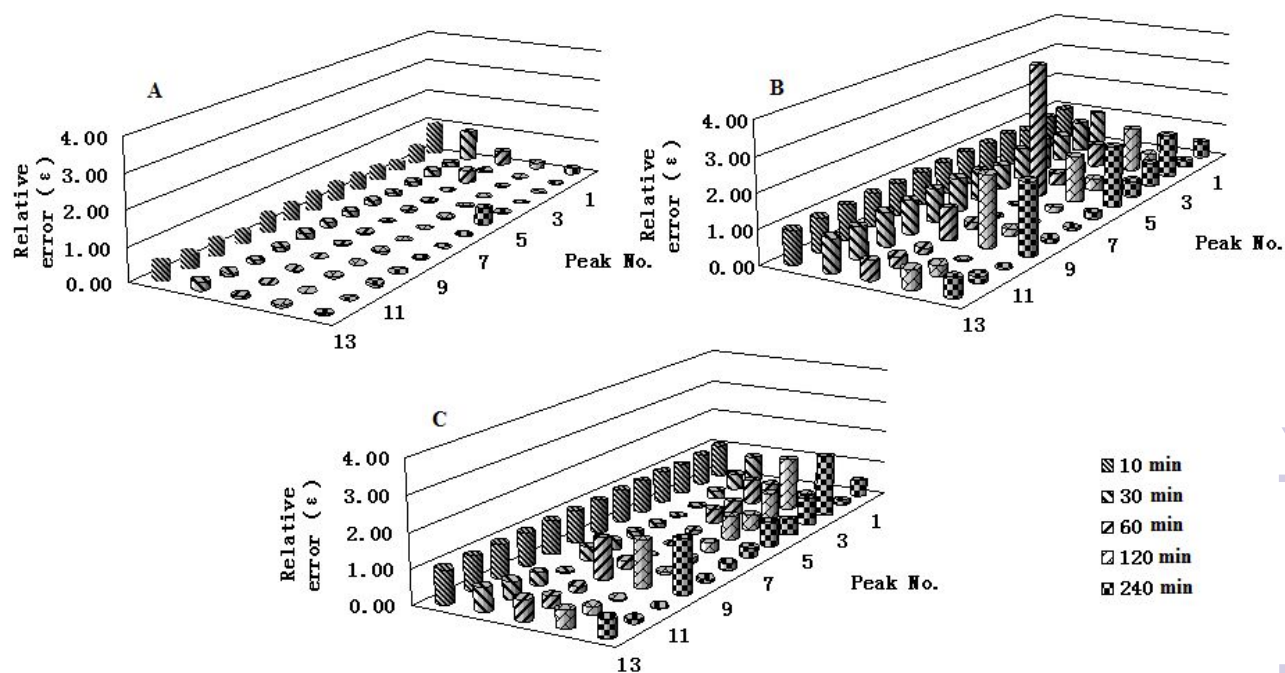 A
4.00
3.00
2.00
1.00
0.00
Relative
error (ε)
1
3
5
7
9
11
13
Peak No.
B
4.00
3.00
2.00
1.00
0.00
Relative
error (ε)
1
3
5
7
9
11
13
Peak No.
C
4.00
3.00
2.00
1.00
0.00
Relative
error (ε)
1
3
5
7
9
11
13
Peak No.
10 min
30 min
60 min
120 min
240 min